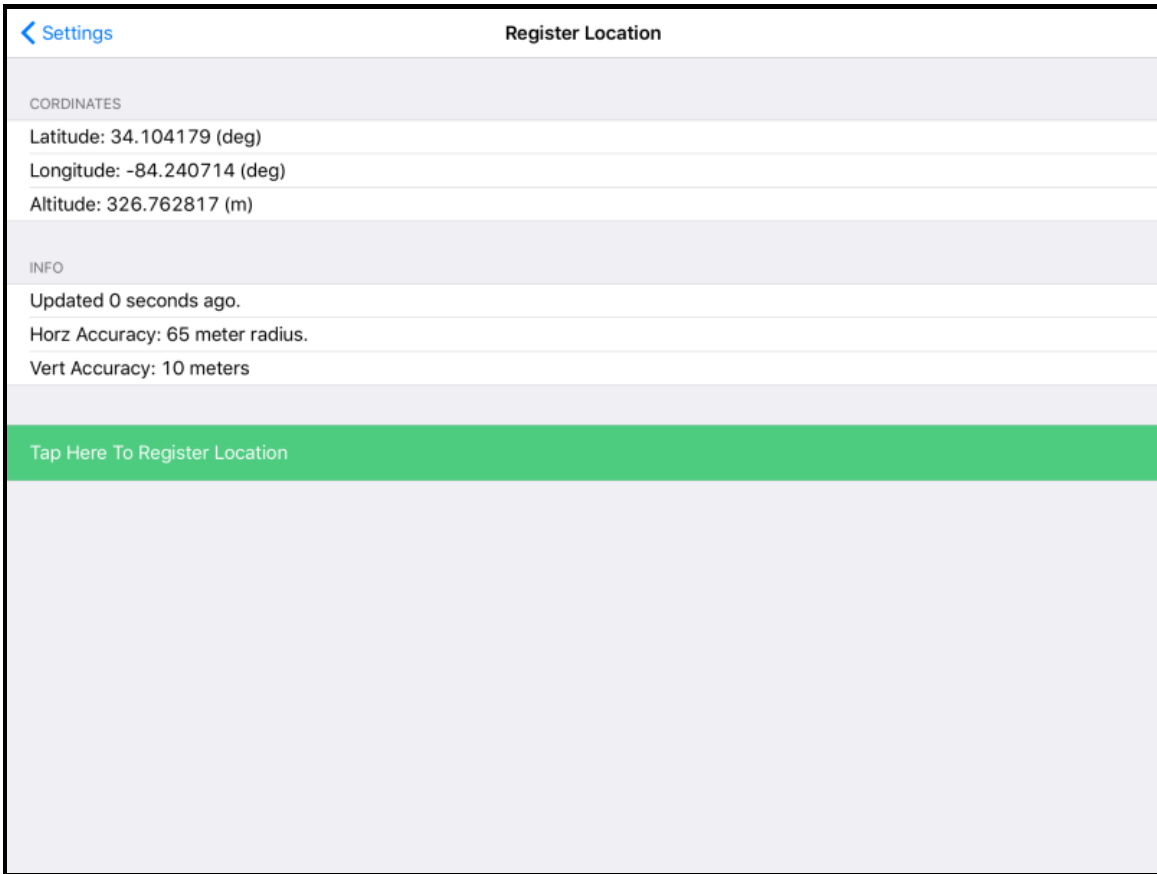 Settings
Register Location
CORDINATES
Latitude: 34.104179 (deg)
Longitude: -84.240714 (deg)
Altitude: 326.762817 (m)
INFO
Updated 0 seconds ago.
Horz Accuracy: 65 meter radius.
Vert Accuracy: 10 meters
Tap Here To Register Location